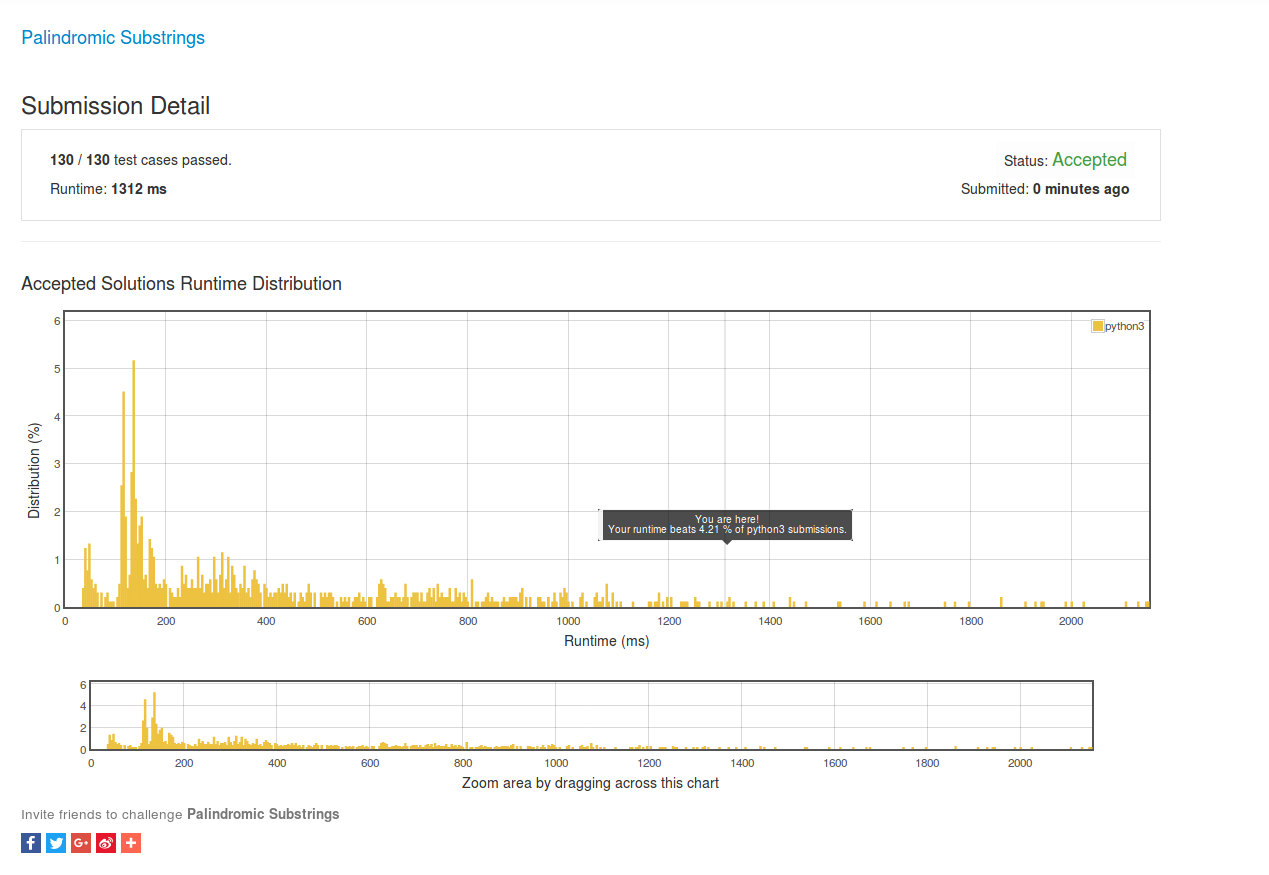 Palindromic Substrings
Submission Detail
130 / 130 test cases passed.
Status: Accepted
Runtime: 1312 ms
Submitted: 0 minutes ago
Accepted Solutions Runtime Distribution
python3
6
5
4
3
2
1
0
Distribution (%)
You are here!
Your runtime beats 4.21 % of python3 submissions.
0 200 400 600 800 1000 1200 1400 1600 1800 2000
Runtime (ms)
6
4
2
0
0 200 400 600 800 1000 1200 1400 1600 1800 2000
Zoom area by dragging across this chart
Invite friends to challenge Palindromic Substrings
f G+ +